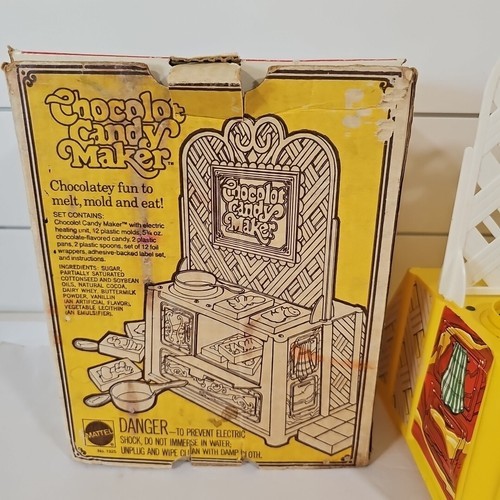 Chocolot
Candy
Maker™
Chocolatey fun to
melt, mold and eat!
SET CONTAINS:
Chocolot Candy Maker™ with electric
heating unit, 12 plastic molds, 5¼ oz.
chocolate-flavored candy, 2 plastic
pans, 2 plastic spoons, set of 12 foil
wrappers, adhesive-backed label set,
and instructions.
INGREDIENTS: SUGAR,
PARTIALLY SATURATED
COTTONSEED AND SOYBEAN
OILS, NATURAL COCOA,
DAIRY WHEY, BUTTERMILK
POWDER, VANILLIN
(AN ARTIFICIAL FLAVOR),
VEGETABLE LECITHIN
(AN EMULSIFIER).
Chocolot
Candy
Maker
MATTEL
DANGER—TO PREVENT ELECTRIC
SHOCK, DO NOT IMMERSE IN WATER;
UNPLUG AND WIPE CLEAN WITH DAMP CLOTH.